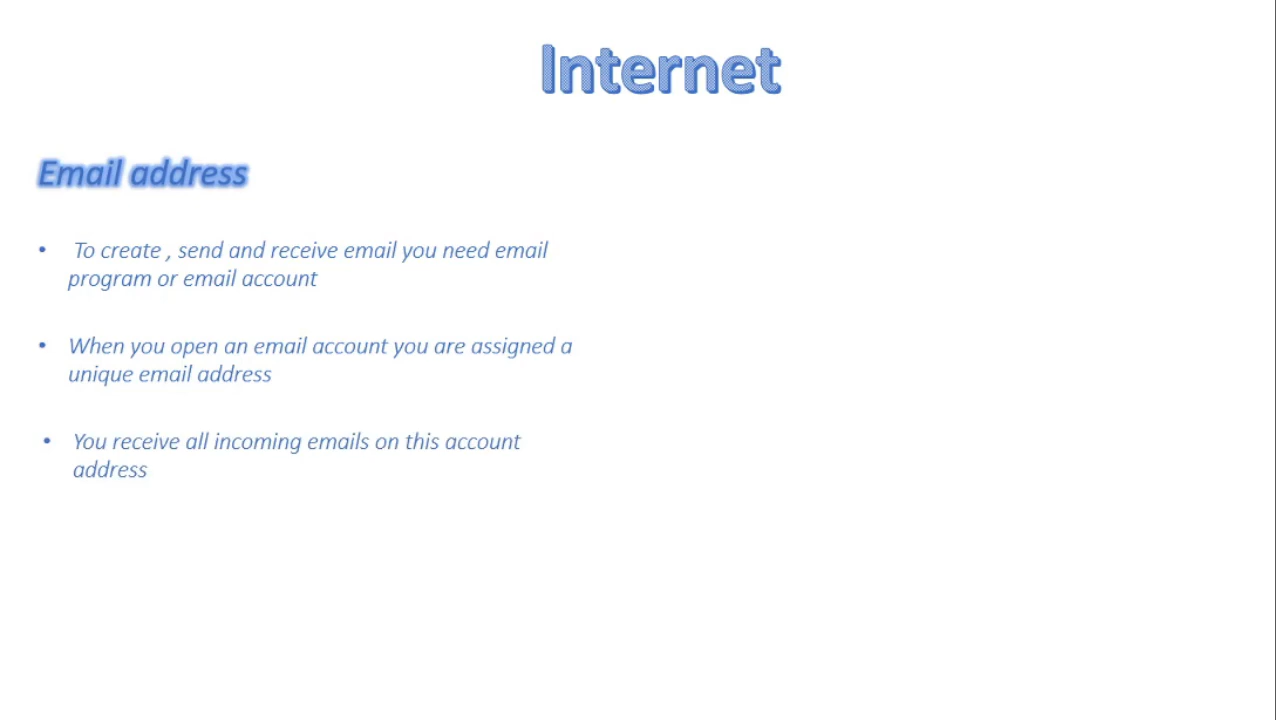 Internet
Email address
• To create , send and receive email you need email
program or email account
• When you open an email account you are assigned a
unique email address
• You receive all incoming emails on this account
address